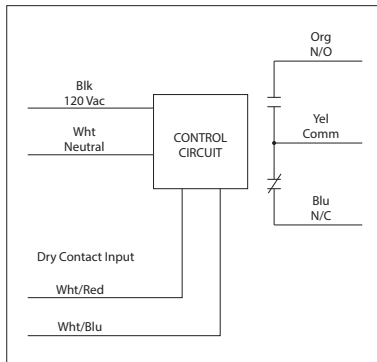 Org
N/O
Blk
120 Vac
Yel
Comm
Wht
Neutral
CONTROL
CIRCUIT
Blu
N/C
Dry Contact Input
Wht/Red
Wht/Blu